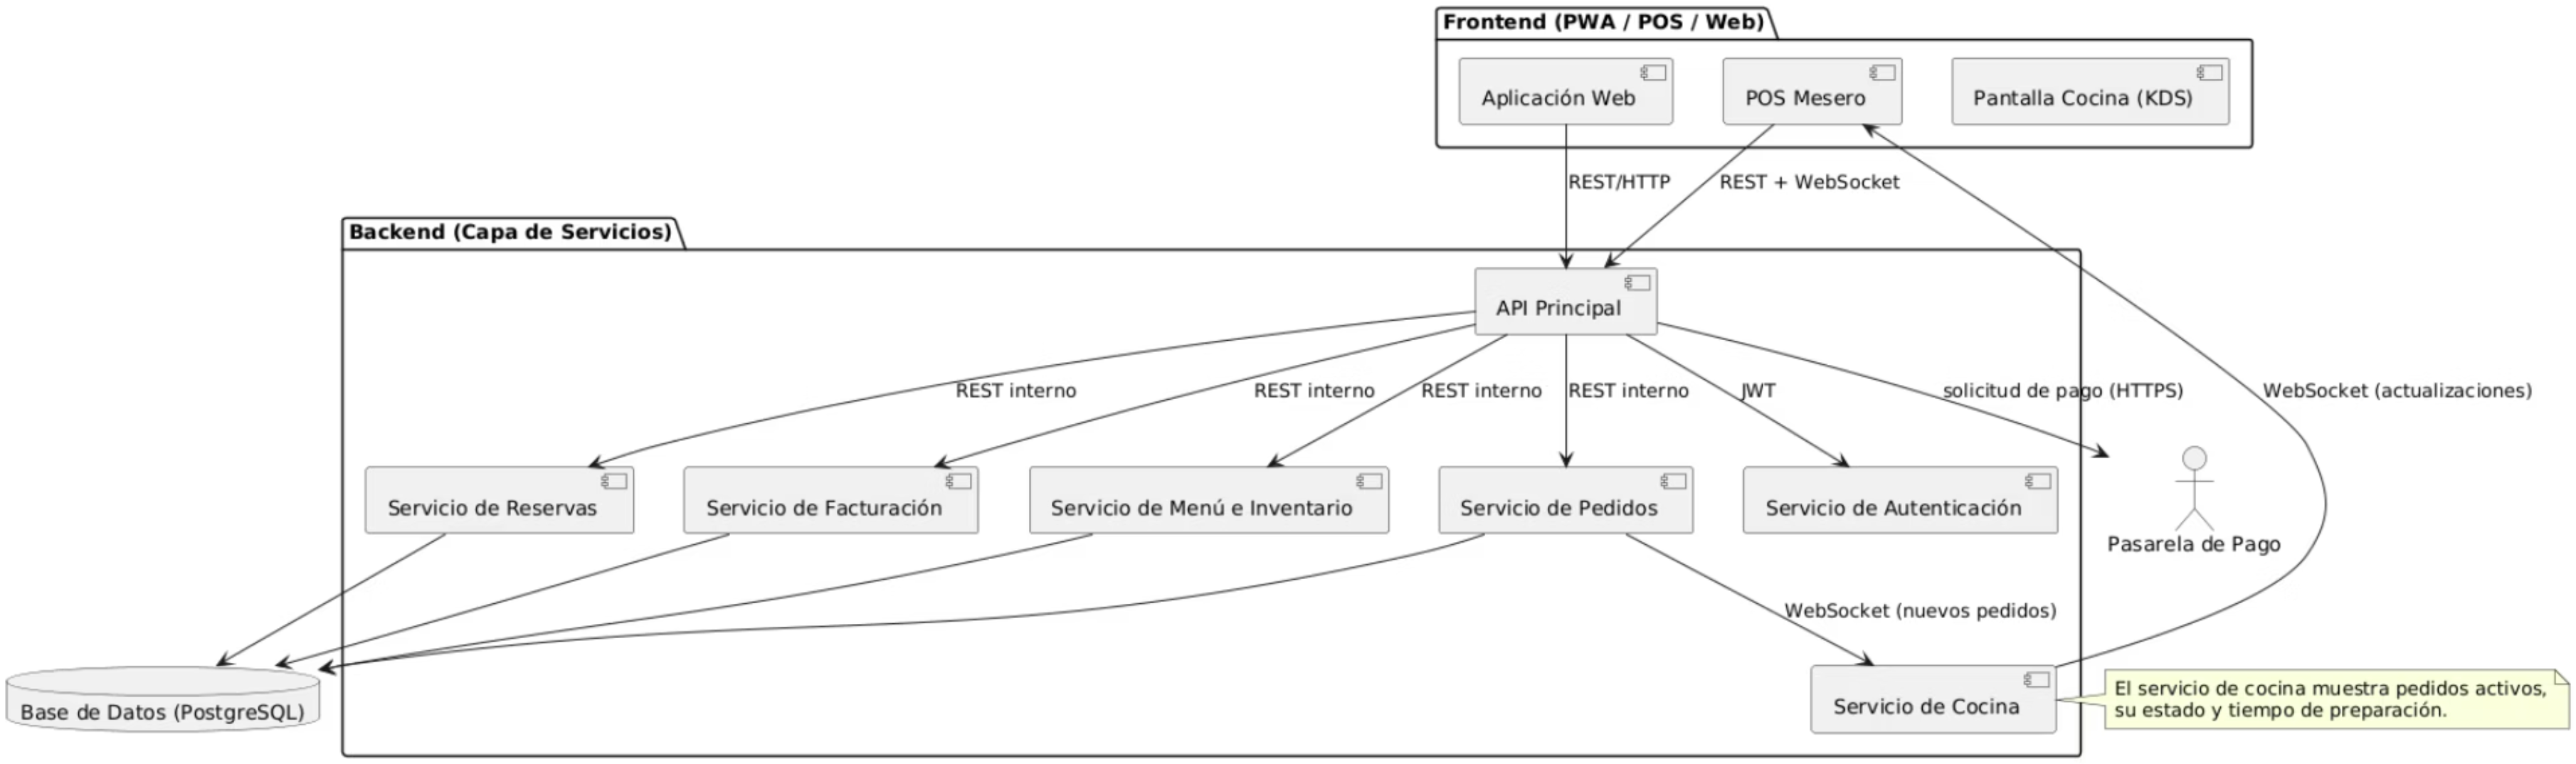 Frontend (PWA / POS / Web)
Aplicación Web
POS Mesero
Pantalla Cocina (KDS)
REST/HTTP
REST + WebSocket
Backend (Capa de Servicios)
API Principal
REST interno
REST interno
REST interno
REST interno
JWT
solicitud de pago (HTTPS)
WebSocket (actualizaciones)
Servicio de Reservas
Servicio de Facturación
Servicio de Menú e Inventario
Servicio de Pedidos
Servicio de Autenticación
Pasarela de Pago
WebSocket (nuevos pedidos)
Base de Datos (PostgreSQL)
Servicio de Cocina
El servicio de cocina muestra pedidos activos,
su estado y tiempo de preparación.